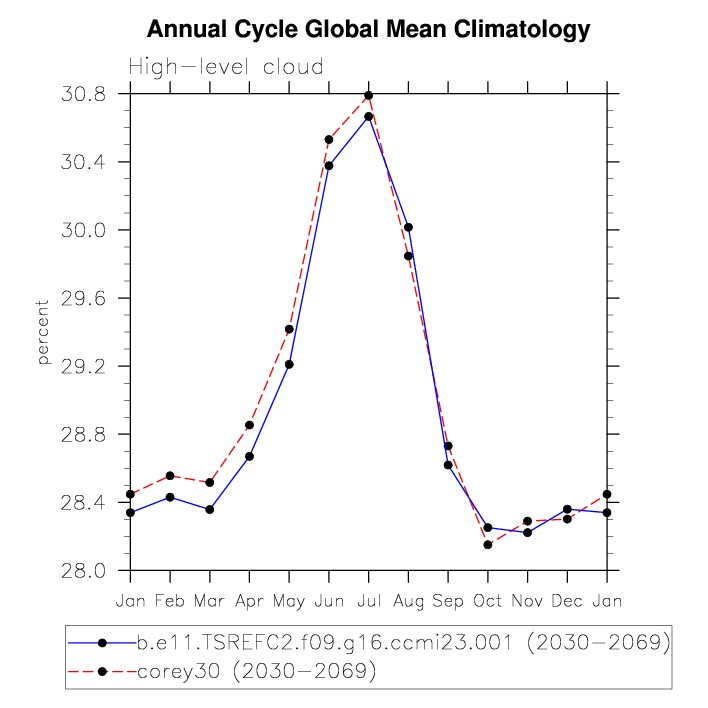 Annual Cycle Global Mean Climatology
High-level cloud
30.8
30.4
30.0
29.6
29.2
28.8
28.4
28.0
percent
Jan Feb Mar Apr May Jun Jul Aug Sep Oct Nov Dec Jan
b.e11.TSREFC2.f09.g16.ccmi23.001 (2030-2069)
corey30 (2030-2069)